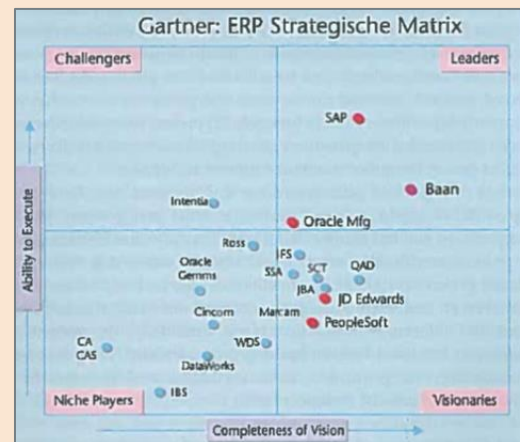 Gartner: ERP Strategische Matrix
Challengers
Leaders
SAP
Baan
Intentia
Oracle Mfg
Ross
IFS
SSA
SCT
QAD
Oracle
Gemms
JBA
JD Edwards
Cincom
Marcam
PeopleSoft
CA
CAS
WDS
DataWorks
IBS
Ability to Execute
Niche Players
Visionaries
Completeness of Vision